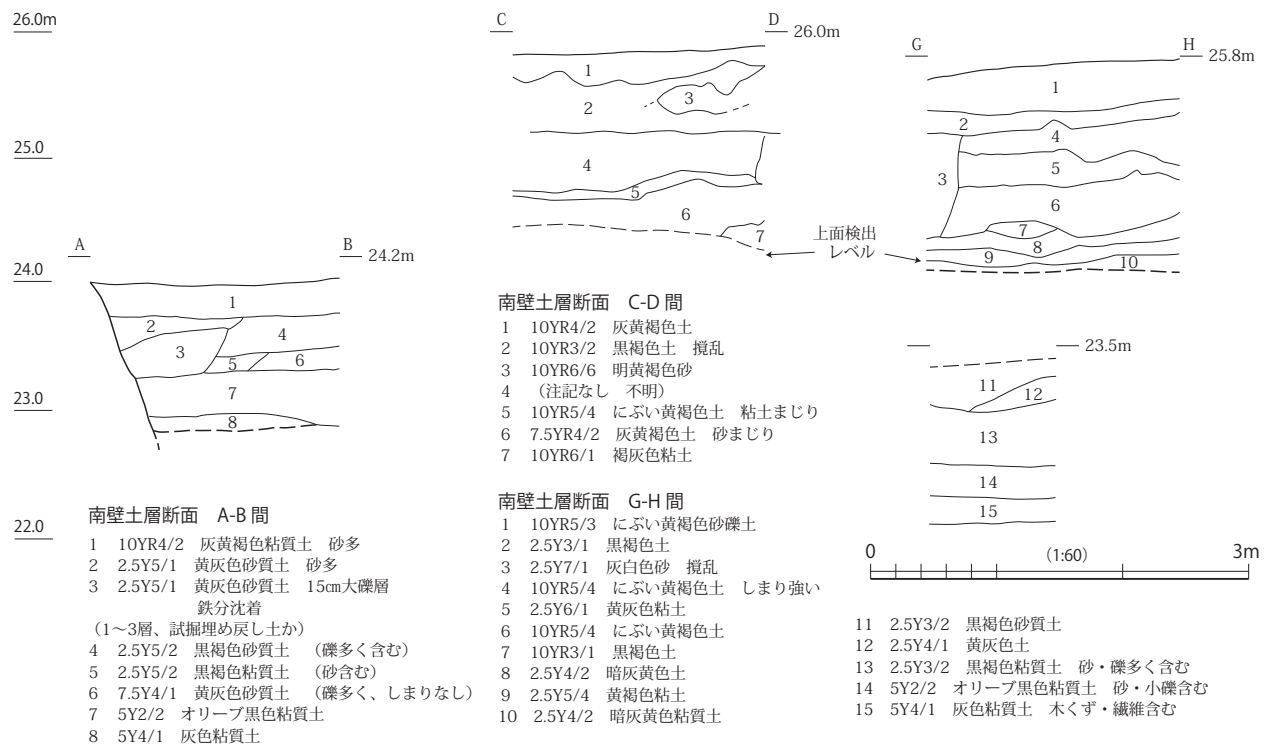 26.0m
25.0
24.0
23.0
22.0
A
B
24.2m
1
2
3
4
5
6
7
8
C
D
26.0m
1
2
3
4
5
6
7
G
H
25.8m
1
2
3
4
5
6
7
8
9
10
上面検出
レベル
23.5m
11
12
13
14
15
0
(1:60)
3m
南壁土層断面 A-B 間
1 10YR4/2 灰黄褐色粘質土 砂多
2 2.5Y5/1 黄灰色砂質土 砂多
3 2.5Y5/1 黄灰色砂質土 15㎝大礫層
鉄分沈着
（1～3層、試掘埋め戻し土か）
4 2.5Y5/2 黒褐色砂質土 （礫多く含む）
5 2.5Y5/2 黒褐色粘質土 （砂含む）
6 7.5Y4/1 黄灰色砂質土 （礫多く、しまりなし）
7 5Y2/2 オリーブ黒色粘質土
8 5Y4/1 灰色粘質土
南壁土層断面 C-D 間
1 10YR4/2 灰黄褐色土
2 10YR3/2 黒褐色土 撹乱
3 10YR6/6 明黄褐色砂
4 （注記なし 不明）
5 10YR5/4 にぶい黄褐色土 粘土まじり
6 7.5YR4/2 灰黄褐色土 砂まじり
7 10YR6/1 褐灰色粘土
南壁土層断面 G-H 間
1 10YR5/3 にぶい黄褐色砂礫土
2 2.5Y3/1 黒褐色土
3 2.5Y7/1 灰白色砂 撹乱
4 10YR5/4 にぶい黄褐色土 しまり強い
5 2.5Y6/1 黄灰色粘土
6 10YR5/4 にぶい黄褐色土
7 10YR3/1 黒褐色土
8 2.5Y4/2 暗灰黄色土
9 2.5Y5/4 黄褐色粘土
10 2.5Y4/2 暗灰黄色粘質土
11 2.5Y3/2 黒褐色砂質土
12 2.5Y4/1 黄灰色土
13 2.5Y3/2 黒褐色粘質土 砂・礫多く含む
14 5Y2/2 オリーブ黒色粘質土 砂・小礫含む
15 5Y4/1 灰色粘質土 木くず・繊維含む